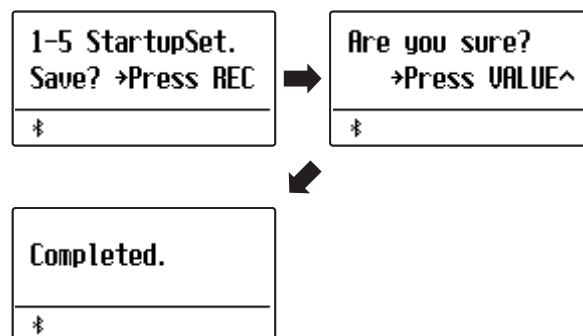 1-5 StartupSet.
Save? →Press REC
Are you sure?
→Press VALUE^
Completed.